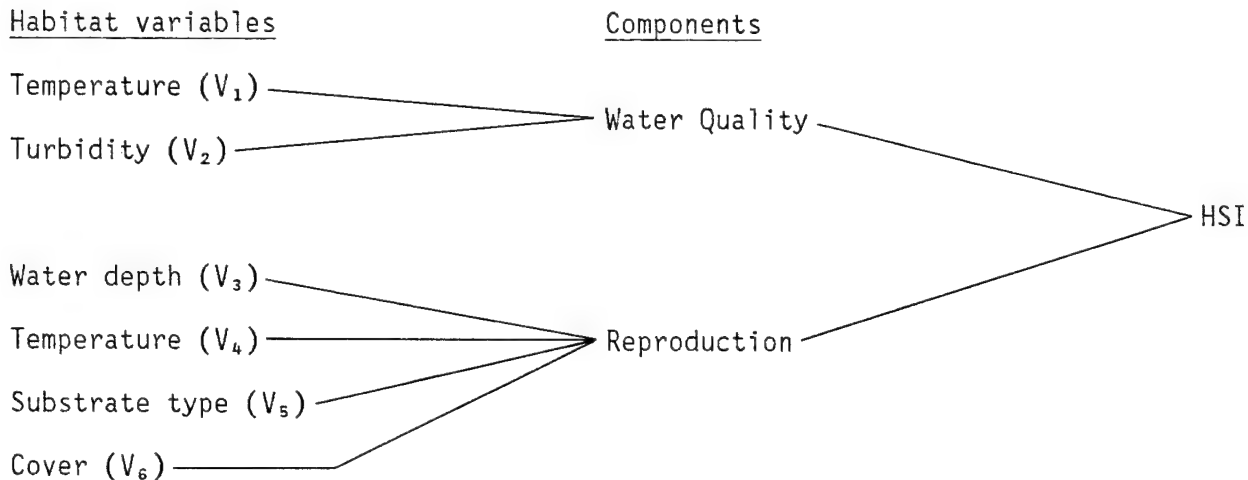 Habitat variables Components
Temperature (V₁)
Water Quality
Turbidity (V₂)
HSI
Water depth (V₃)
Temperature (V₄) Reproduction
Substrate type (V₅)
Cover (V₆)